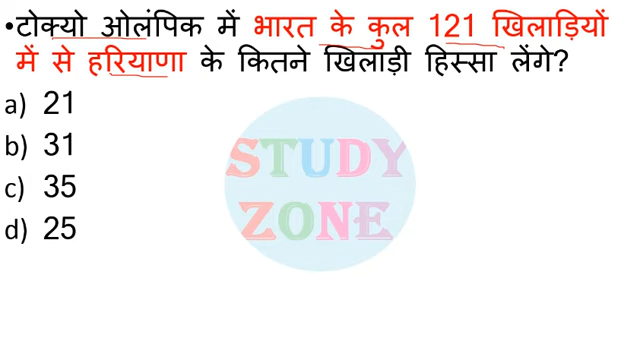 •टोक्यो ओलंपिक में भारत के कुल 121 खिलाड़ियों
में से हरियाणा के कितने खिलाड़ी हिस्सा लेंगे?
a) 21
b) 31
c) 35
d) 25
STUDY
ZONE